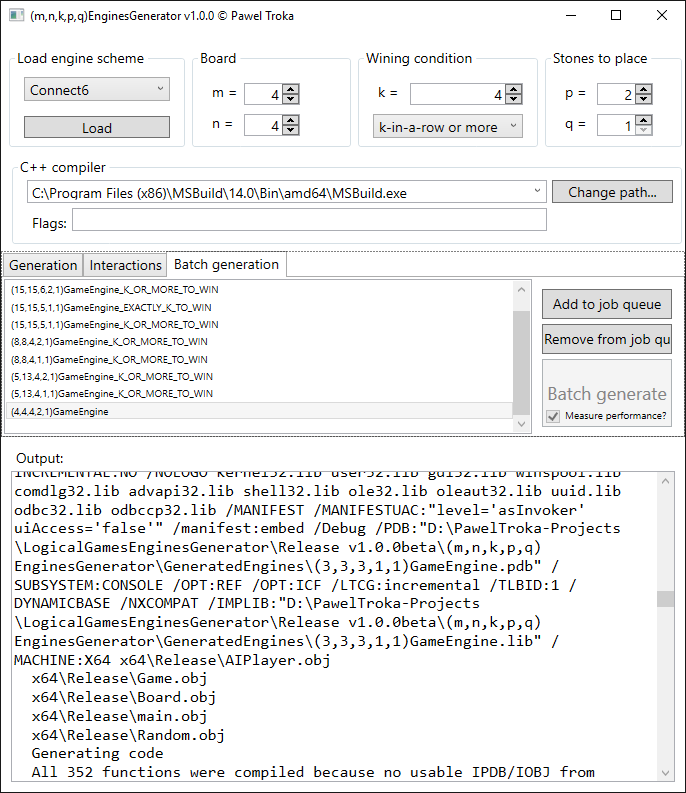 (m,n,k,p,q)EnginesGenerator v1.0.0 © Pawel Troka
Load engine scheme
Connect6
Load
Board
m = 4
n = 4
Wining condition
k = 4
k-in-a-row or more
Stones to place
p = 2
q = 1
C++ compiler
C:\Program Files (x86)\MSBuild\14.0\Bin\amd64\MSBuild.exe
Change path...
Flags:
Generation
Interactions
Batch generation
(15,15,6,2,1)GameEngine_K_OR_MORE_TO_WIN
(15,15,5,1,1)GameEngine_EXACTLY_K_TO_WIN
(15,15,5,1,1)GameEngine_K_OR_MORE_TO_WIN
(8,8,4,2,1)GameEngine_K_OR_MORE_TO_WIN
(8,8,4,1,1)GameEngine_K_OR_MORE_TO_WIN
(5,13,4,2,1)GameEngine_K_OR_MORE_TO_WIN
(5,13,4,1,1)GameEngine_K_OR_MORE_TO_WIN
(4,4,4,2,1)GameEngine
Add to job queue
Remove from job qu
Batch generate
Measure performance?
Output:
INCREMENTAL:NO /NOLOGO kernel32.lib user32.lib gdi32.lib winspool.lib
comdlg32.lib advapi32.lib shell32.lib ole32.lib oleaut32.lib uuid.lib
odbc32.lib odbccp32.lib /MANIFEST /MANIFESTUAC:"level='asInvoker'
uiAccess='false'" /manifest:embed /Debug /PDB:"D:\PawelTroka-Projects
\LogicalGamesEnginesGenerator\Release v1.0.0beta\(m,n,k,p,q)
EnginesGenerator\GeneratedEngines\(3,3,3,1,1)GameEngine.pdb" /
SUBSYSTEM:CONSOLE /OPT:REF /OPT:ICF /LTCG:incremental /TLBID:1 /
DYNAMICBASE /NXCOMPAT /IMPLIB:"D:\PawelTroka-Projects
\LogicalGamesEnginesGenerator\Release v1.0.0beta\(m,n,k,p,q)
EnginesGenerator\GeneratedEngines\(3,3,3,1,1)GameEngine.lib" /
MACHINE:X64 x64\Release\AIPlayer.obj
x64\Release\Game.obj
x64\Release\Board.obj
x64\Release\main.obj
x64\Release\Random.obj
Generating code
All 352 functions were compiled because no usable IPDB/IOBJ from